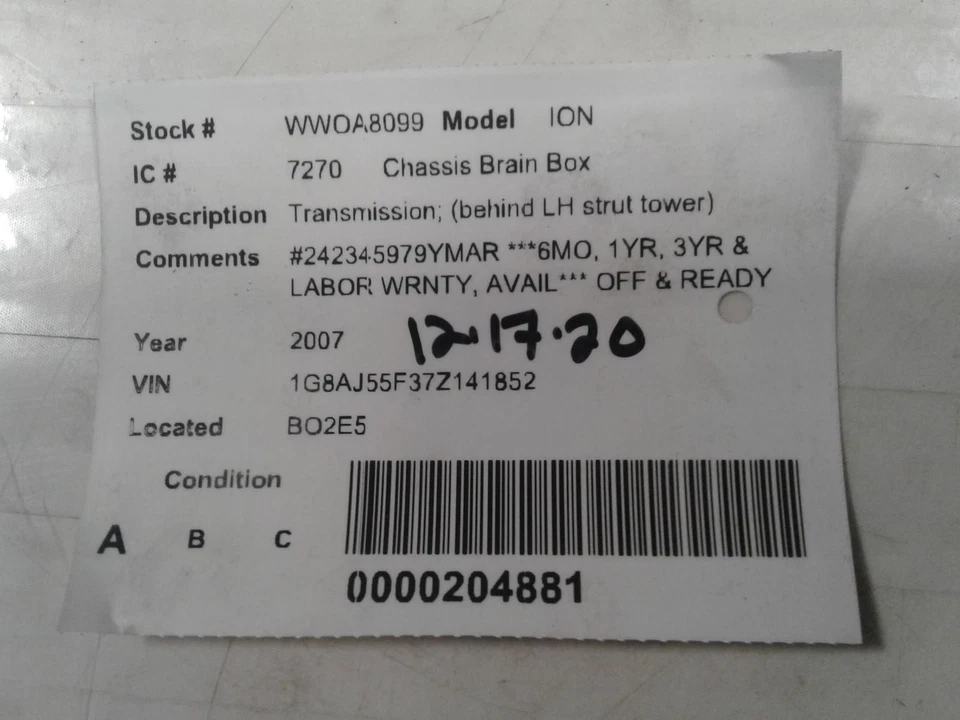 Stock # WWOA8099 Model ION
IC # 7270 Chassis Brain Box
Description Transmission; (behind LH strut tower)
Comments #242345979YMAR ***6MO, 1YR, 3YR &
LABOR WRNTY, AVAIL*** OFF & READY
Year 2007 12·17·20
VIN 1G8AJ55F37Z141852
Located BO2E5
Condition
A B C
0000204881